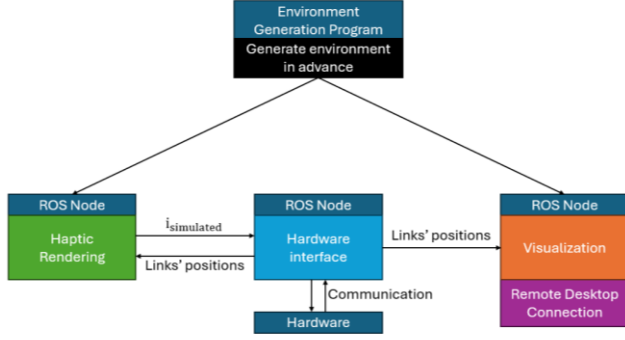 Environment
Generation Program
Generate environment
in advance
ROS Node
Haptic
Rendering
i_simulated
Links' positions
ROS Node
Hardware
interface
Communication
Hardware
Links' positions
ROS Node
Visualization
Remote Desktop
Connection